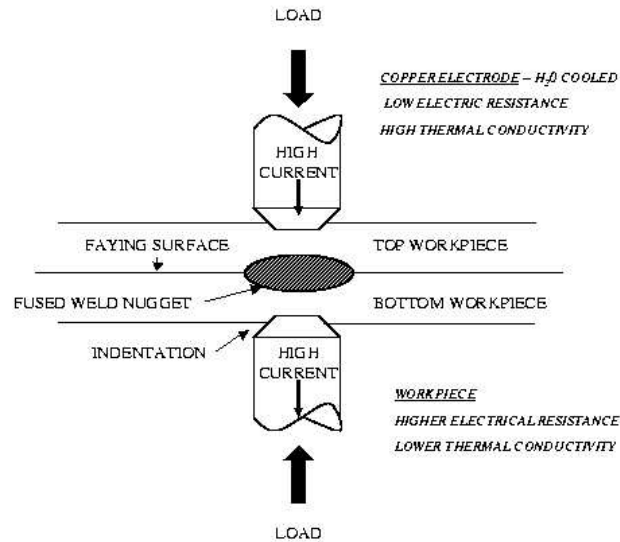 LOAD
COPPER ELECTRODE – H₂O COOLED
LOW ELECTRIC RESISTANCE
HIGH THERMAL CONDUCTIVITY
HIGH
CURRENT
FAYING SURFACE
TOP WORKPIECE
FUSED WELD NUGGET
BOTTOM WORKPIECE
INDENTATION
HIGH
CURRENT
WORKPIECE
HIGHER ELECTRICAL RESISTANCE
LOWER THERMAL CONDUCTIVITY
LOAD